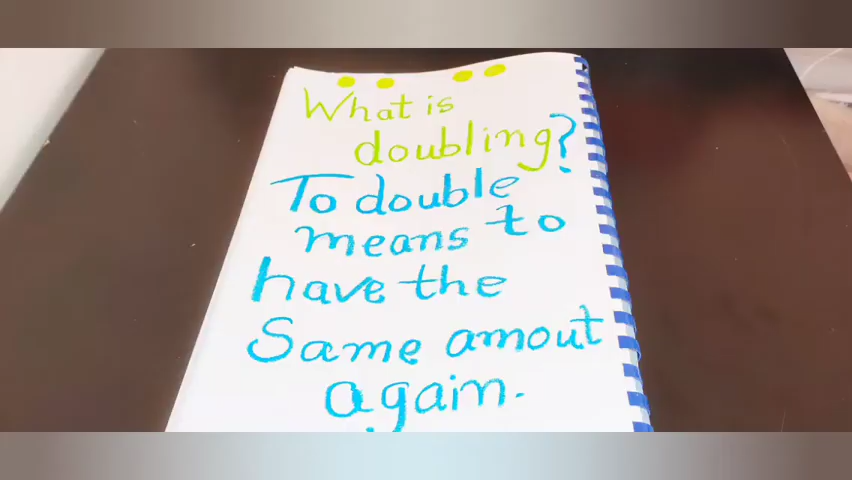 What is
doubling?
To double
means to
have the
Same amout
again.